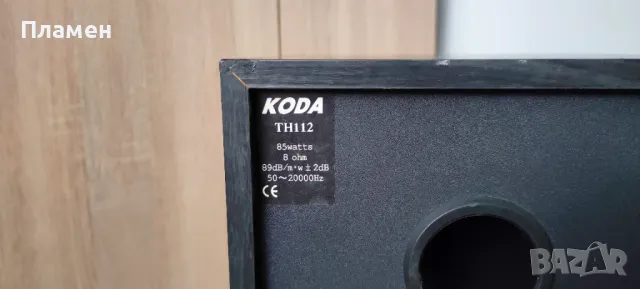 Пламен
KODA
TH112
85watts
8 ohm
89dB/m·w ± 2dB
50～20000Hz
CE
BAZAR